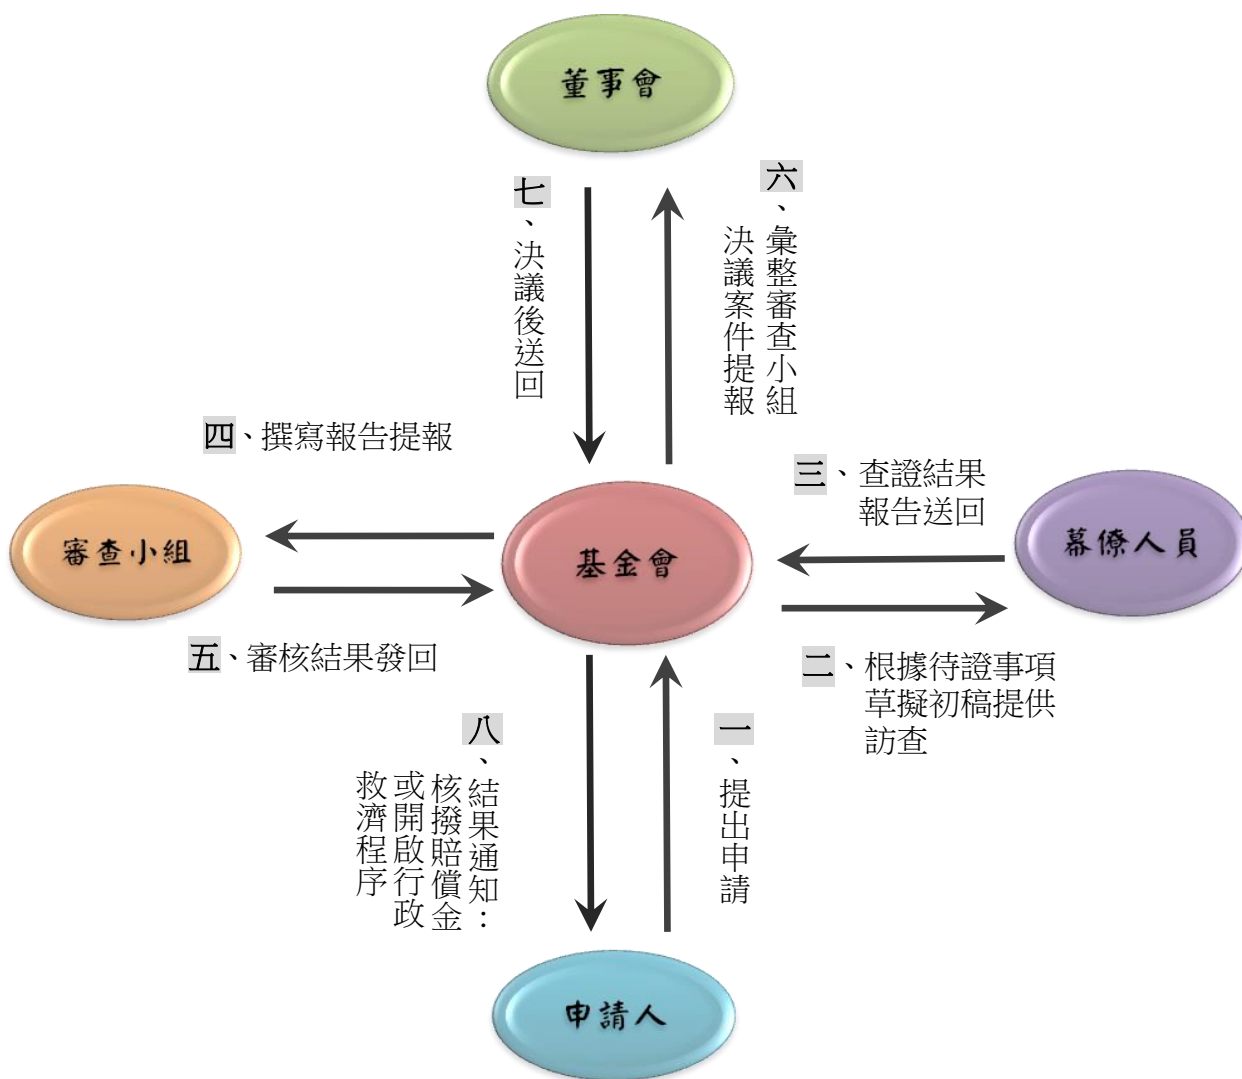 董事會
七、決議後送回
六、彙整審查小組
決議案件提報
四、撰寫報告提報
三、查證結果
報告送回
審查小組
基金會
幕僚人員
五、審核結果發回
二、根據待證事項
草擬初稿提供
訪查
八、結果通知：
核撥賠償金
或開啟行政
救濟程序
一、提出申請
申請人